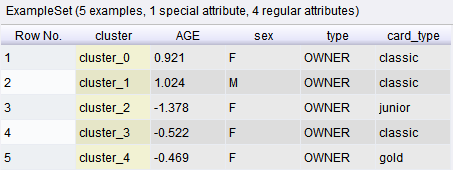 ExampleSet (5 examples, 1 special attribute, 4 regular attributes)
Row No. cluster AGE sex type card_type
1 cluster_0 0.921 F OWNER classic
2 cluster_1 1.024 M OWNER classic
3 cluster_2 -1.378 F OWNER junior
4 cluster_3 -0.522 F OWNER classic
5 cluster_4 -0.469 F OWNER gold